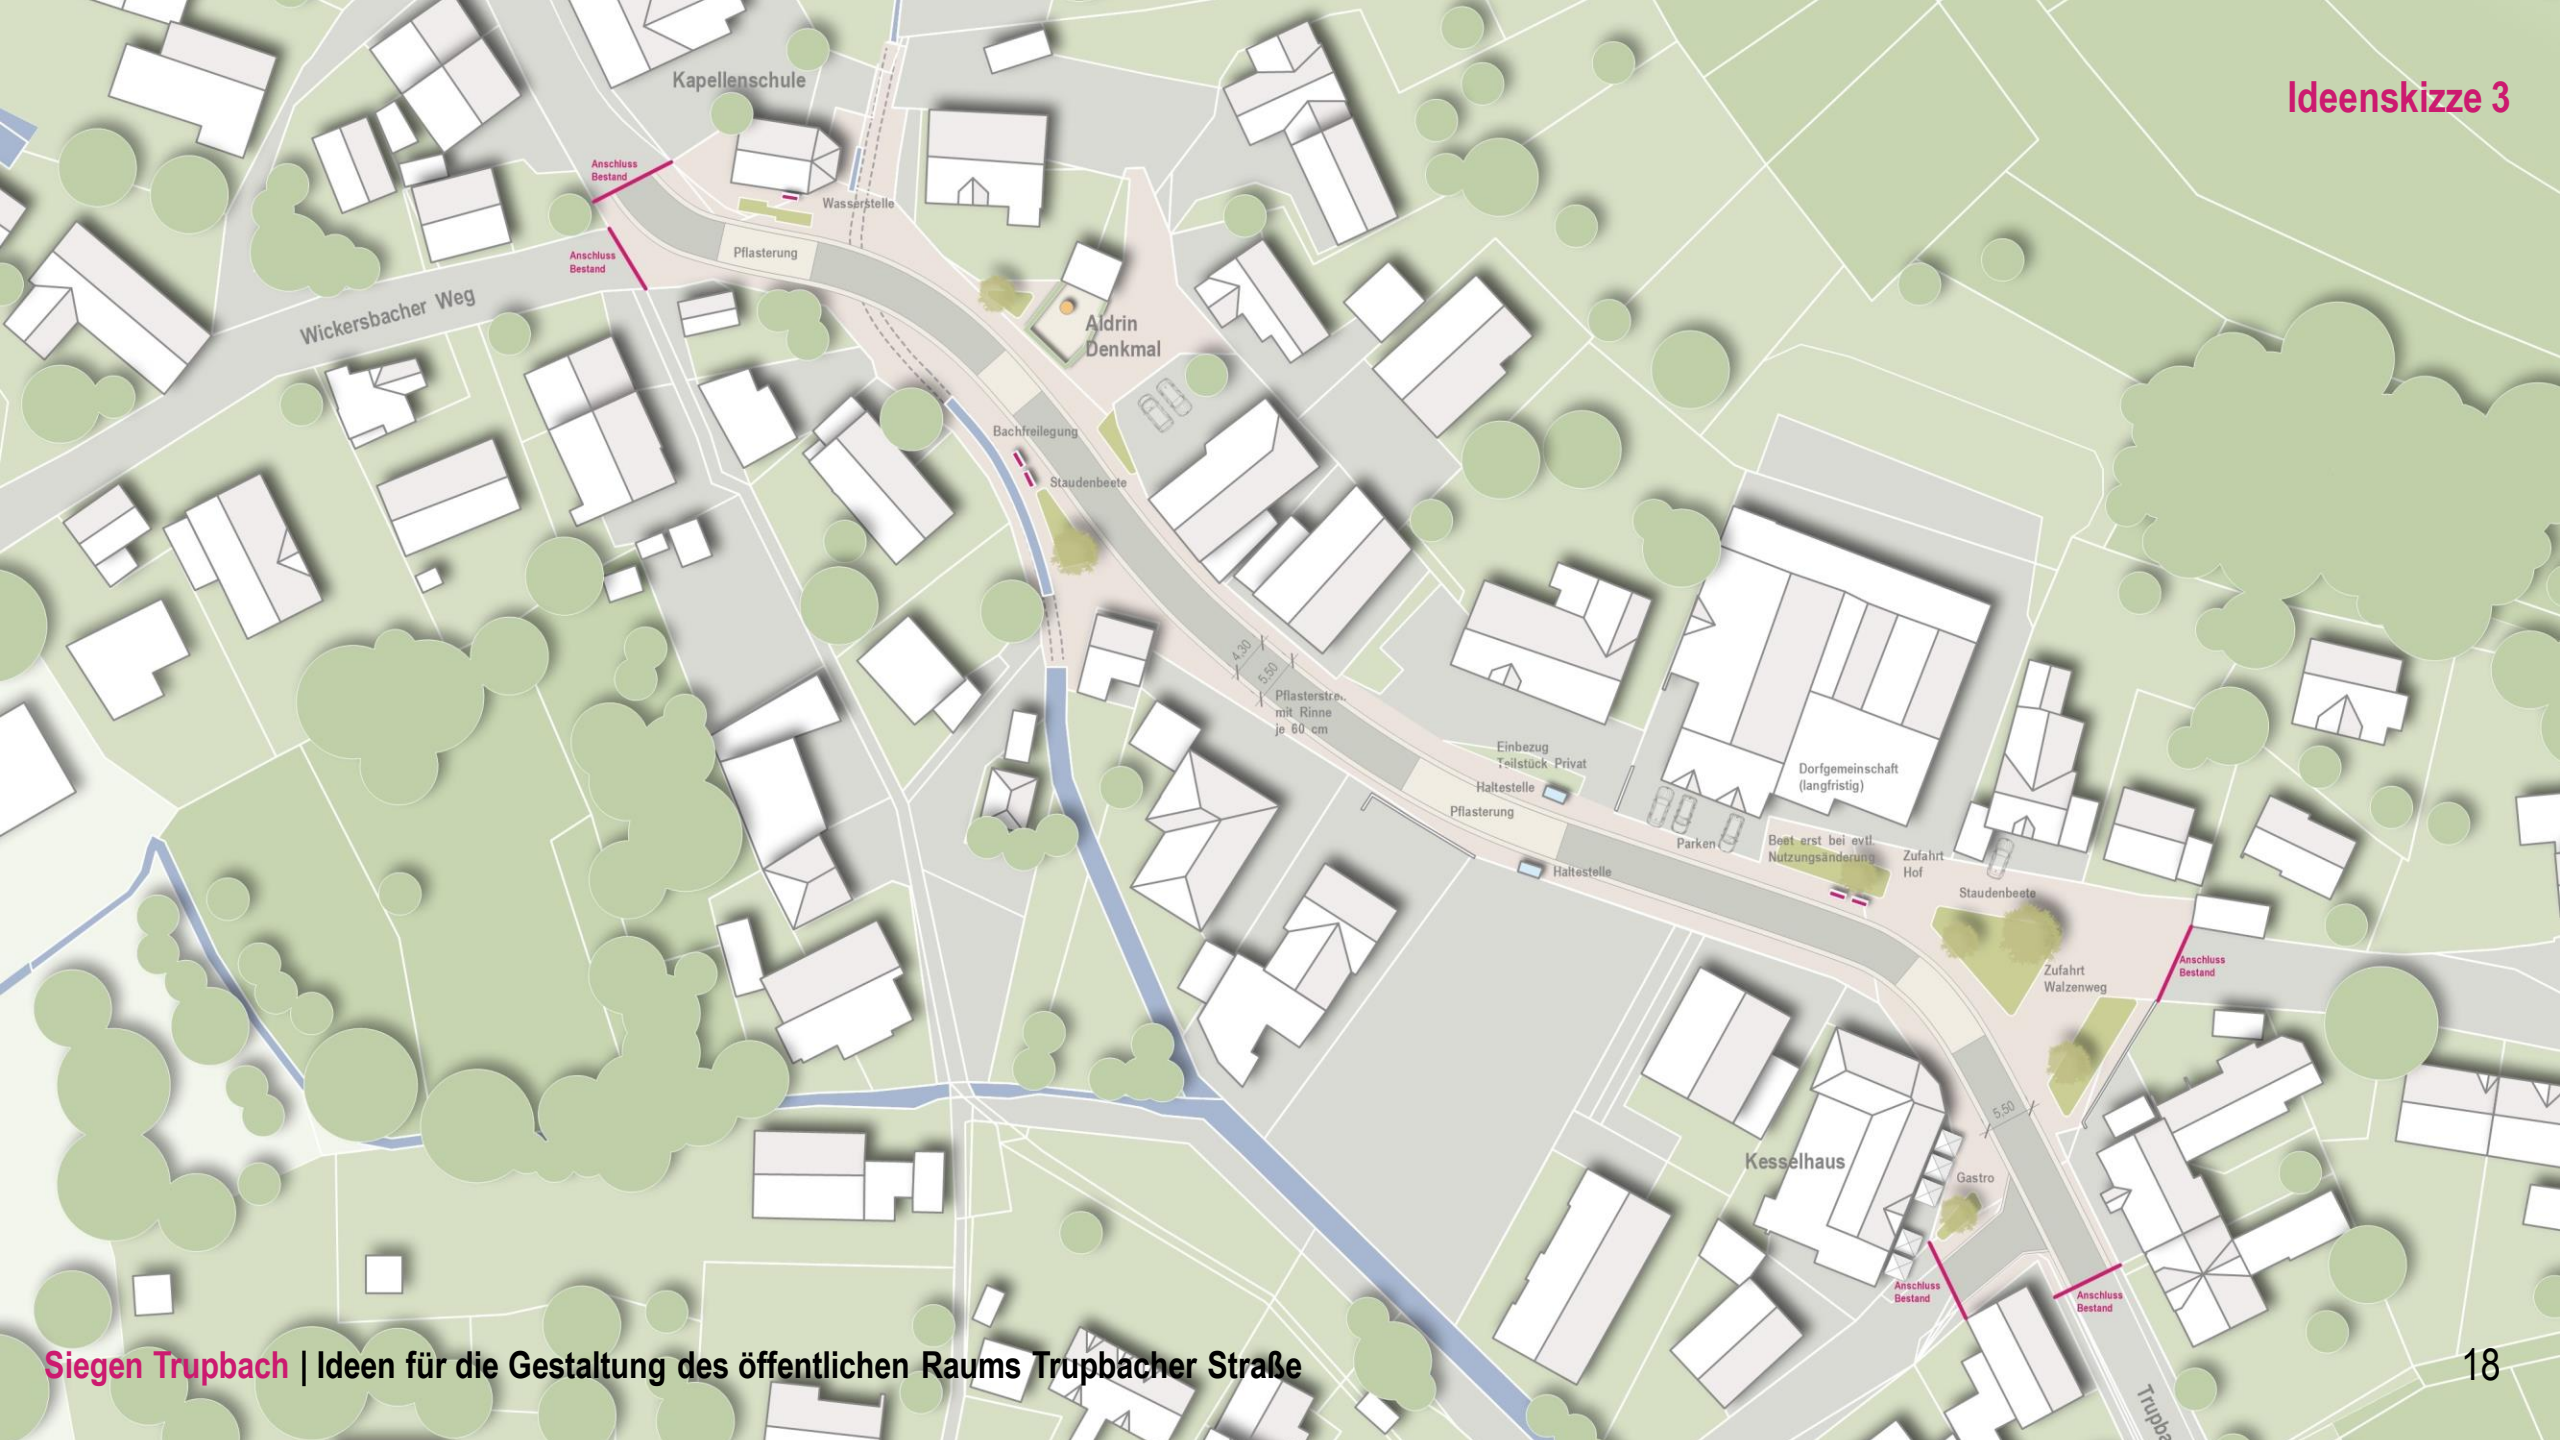 Ideenskizze 3
Kapellenschule
Anschluss
Bestand
Wasserstelle
Pflasterung
Anschluss
Bestand
Wickersbacher Weg
Aldrin
Denkmal
Bachfreilegung
Staudenbeete
4,30
5,50
Pflasterstre..
mit Rinne
je 60 cm
Einbezug
Teilstück Privat
Haltestelle
Pflasterung
Haltestelle
Dorfgemeinschaft
(langfristig)
Parken
Beet erst bei evtl.
Nutzungsänderung
Zufahrt
Hof
Staudenbeete
Zufahrt
Walzenweg
Anschluss
Bestand
5,50
Kesselhaus
Gastro
Anschluss
Bestand
Anschluss
Bestand
Trupba
Siegen Trupbach | Ideen für die Gestaltung des öffentlichen Raums Trupbacher Straße
18